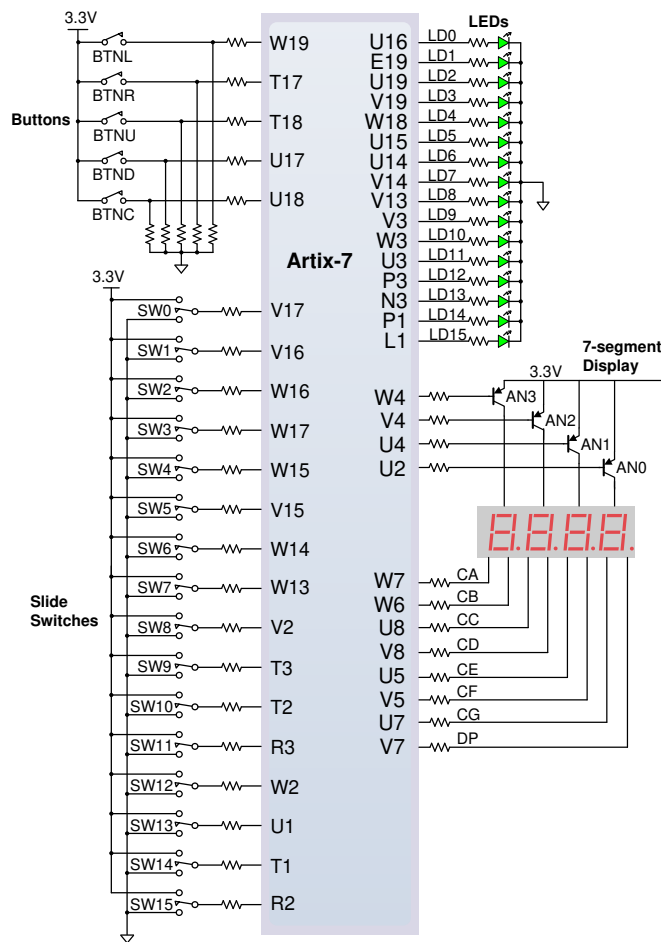 3.3V
BTNL
BTNR
BTNU
BTND
BTNC
Buttons
W19
T17
T18
U17
U18
Artix-7
3.3V
SW0
SW1
SW2
SW3
SW4
SW5
SW6
SW7
SW8
SW9
SW10
SW11
SW12
SW13
SW14
SW15
Slide
Switches
V17
V16
W16
W17
W15
V15
W14
W13
V2
T3
T2
R3
W2
U1
T1
R2
LEDs
U16 LD0
E19 LD1
U19 LD2
V19 LD3
W18 LD4
U15 LD5
U14 LD6
V14 LD7
V13 LD8
V3 LD9
W3 LD10
U3 LD11
P3 LD12
N3 LD13
P1 LD14
L1 LD15
7-segment
Display
3.3V
W4 AN3
V4 AN2
U4 AN1
U2 AN0
8.8.8.8.
W7 CA
W6 CB
U8 CC
V8 CD
U5 CE
V5 CF
U7 CG
V7 DP